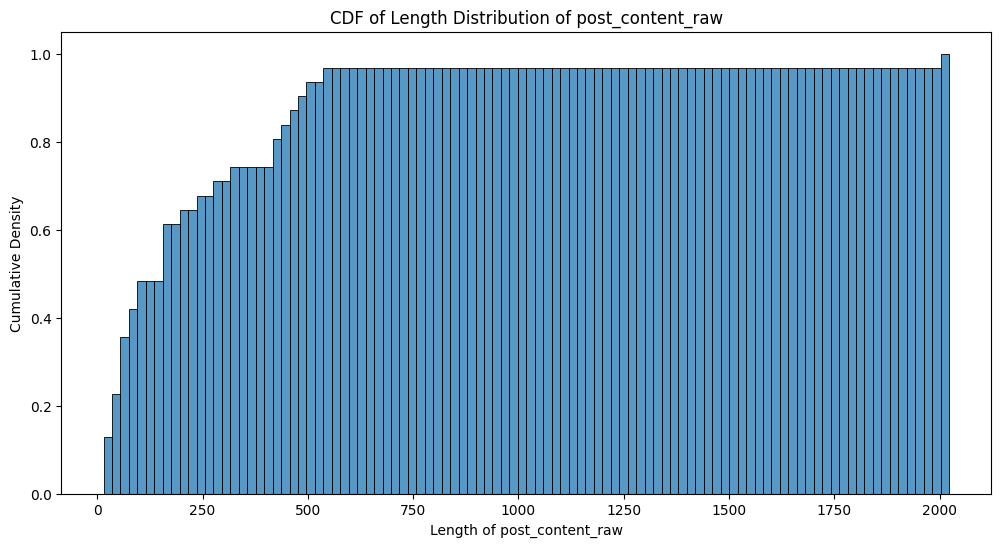 CDF of Length Distribution of post_content_raw
1.0
0.8
0.6
0.4
0.2
0.0
Cumulative Density
0 250 500 750 1000 1250 1500 1750 2000
Length of post_content_raw